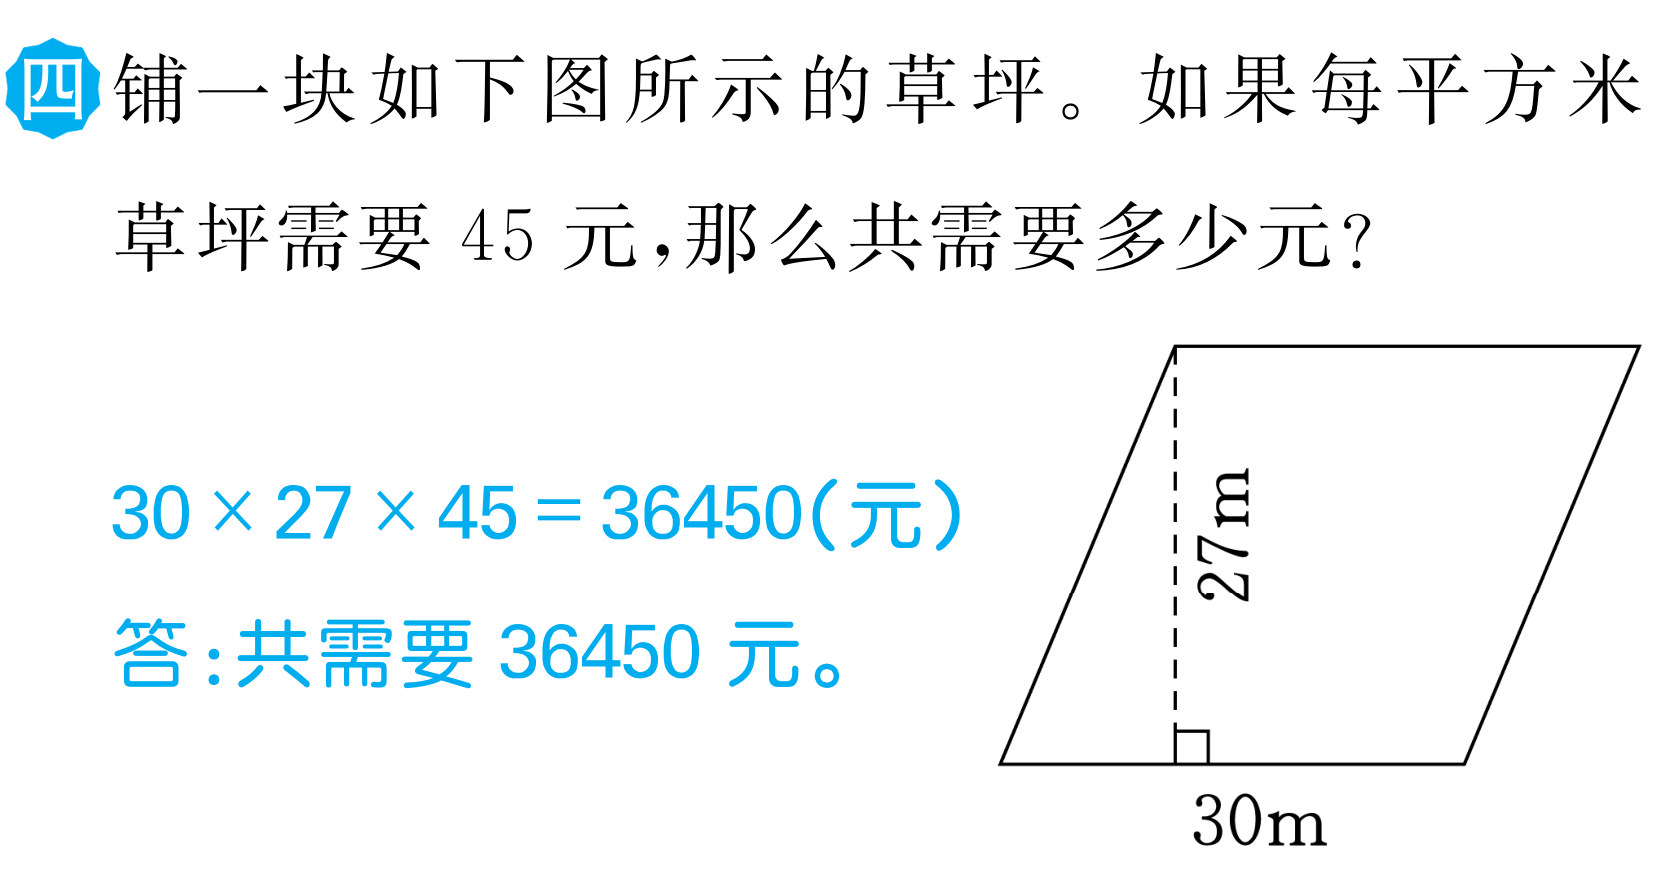 四 铺一块如下图所示的草坪。如果每平方米
草坪需要 45 元,那么共需要多少元?
30 × 27 × 45 = 36450(元)
答:共需要 36450 元。
27m
30m